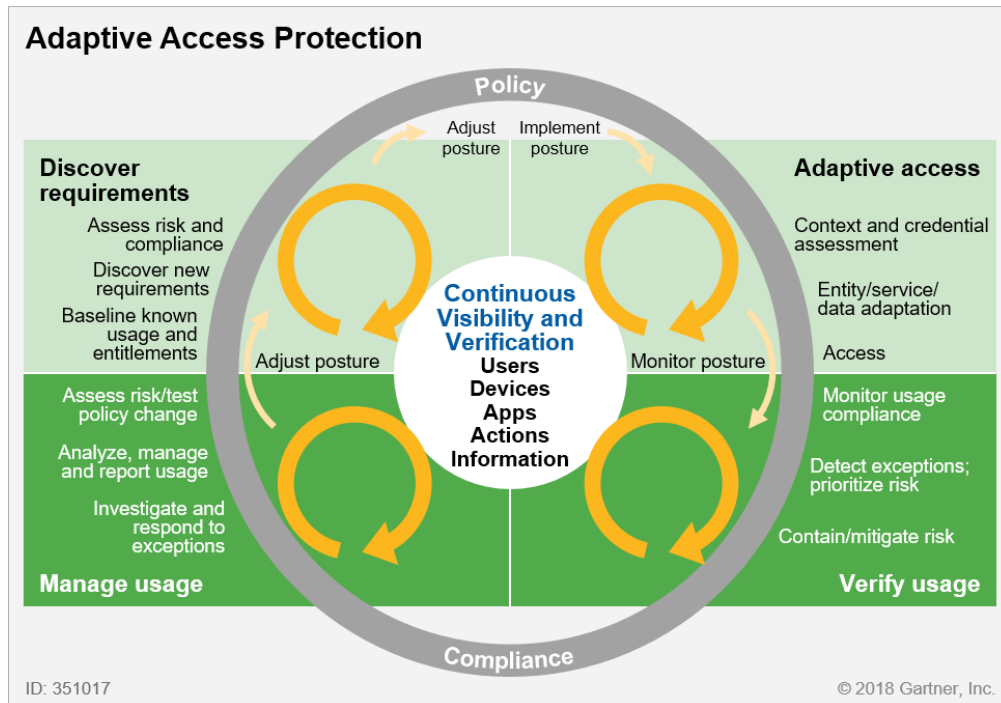 Adaptive Access Protection
Policy
Adjust
posture
Implement
posture
Discover
requirements
Assess risk and
compliance
Discover new
requirements
Baseline known
usage and
entitlements
Adaptive access
Context and credential
assessment
Entity/service/
data adaptation
Access
Continuous
Visibility and
Verification
Users
Devices
Apps
Actions
Information
Adjust posture
Monitor posture
Assess risk/test
policy change
Analyze, manage
and report usage
Investigate and
respond to
exceptions
Manage usage
Monitor usage
compliance
Detect exceptions;
prioritize risk
Contain/mitigate risk
Verify usage
Compliance
ID: 351017
© 2018 Gartner, Inc.